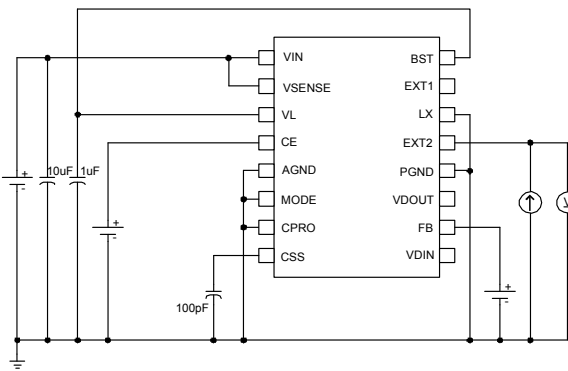 VIN
BST
VSENSE
EXT1
VL
LX
CE
EXT2
AGND
PGND
MODE
VDOUT
CPRO
FB
CSS
VDIN
10uF
1uF
100pF
+
-
+
-
+
-